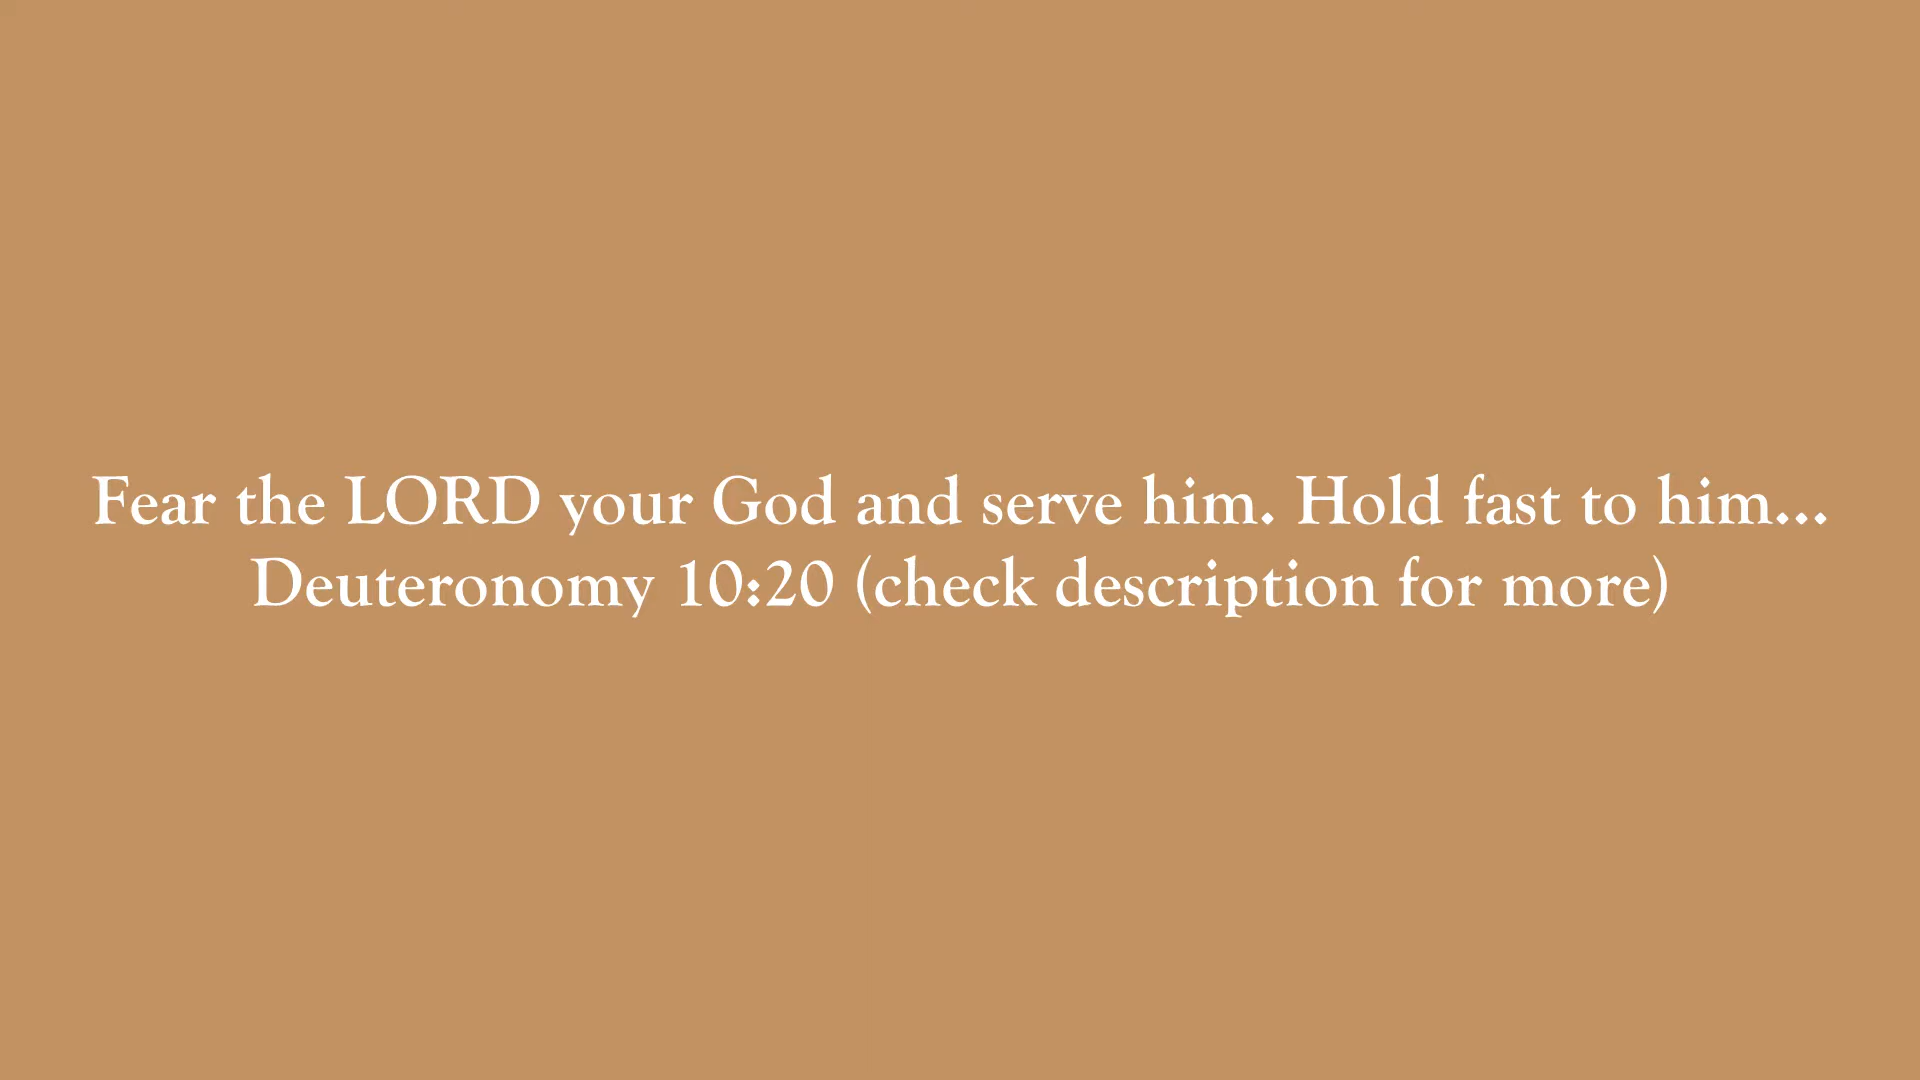 Fear the LORD your God and serve him. Hold fast to him...
Deuteronomy 10:20 (check description for more)